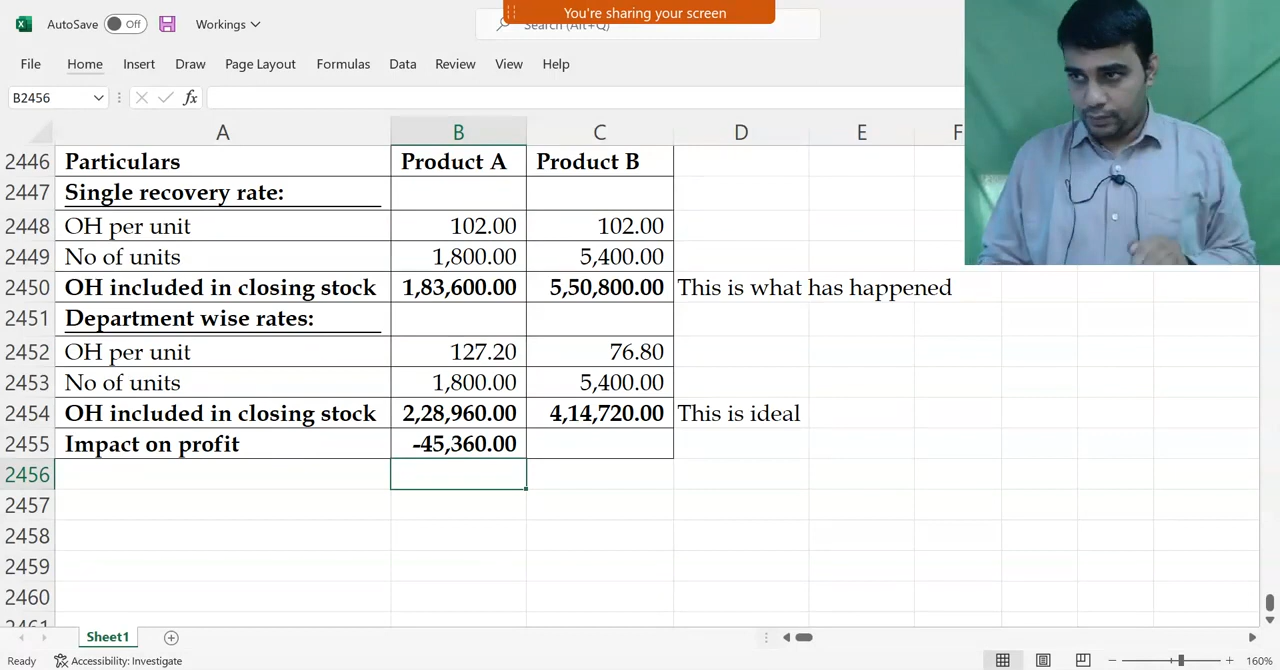 You're sharing your screen
AutoSave Off Workings Search (Alt+Q)
File Home Insert Draw Page Layout Formulas Data Review View Help
B2456 fx
A B C D E F
2446 Particulars Product A Product B
2447 Single recovery rate:
2448 OH per unit 102.00 102.00
2449 No of units 1,800.00 5,400.00
2450 OH included in closing stock 1,83,600.00 5,50,800.00 This is what has happened
2451 Department wise rates:
2452 OH per unit 127.20 76.80
2453 No of units 1,800.00 5,400.00
2454 OH included in closing stock 2,28,960.00 4,14,720.00 This is ideal
2455 Impact on profit -45,360.00
2456
2457
2458
2459
2460
2461
Sheet1
Ready Accessibility: Investigate 160%